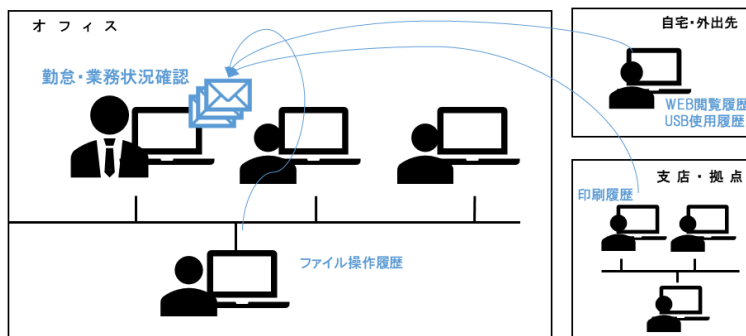 オフィス
勤怠・業務状況確認
ファイル操作履歴
自宅・外出先
WEB閲覧履歴
USB使用履歴
支店・拠点
印刷履歴